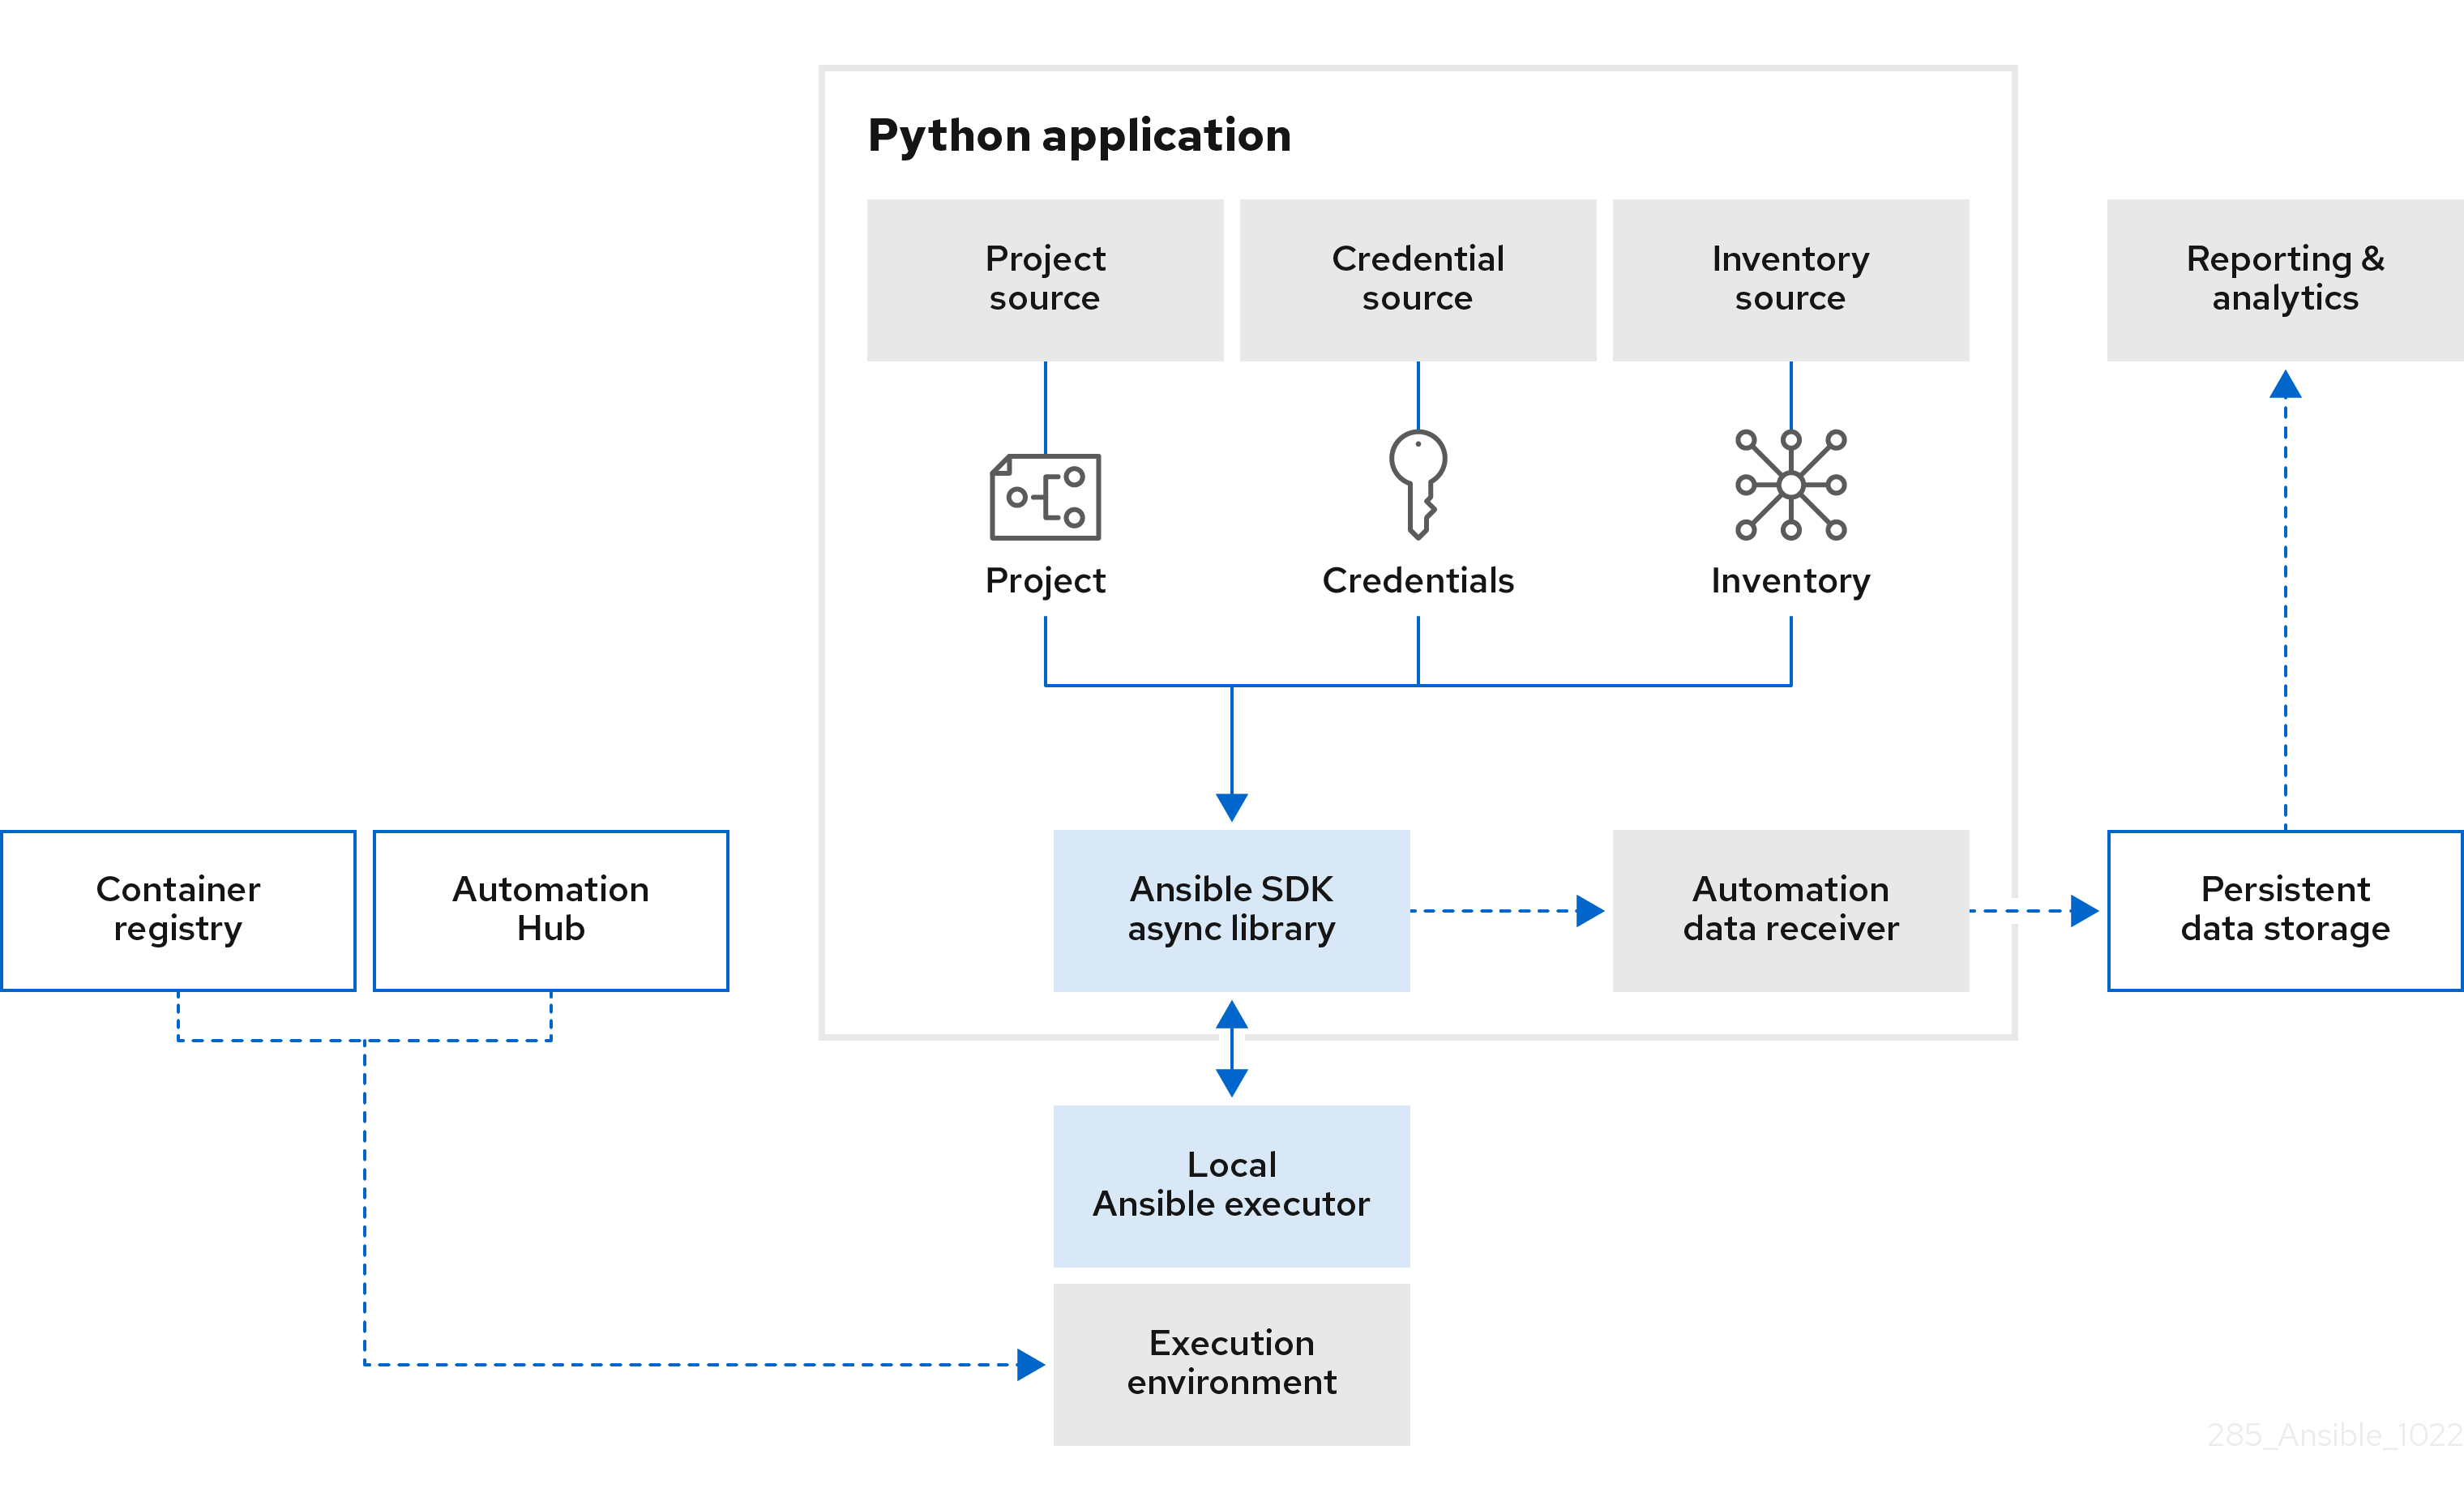 Python application
Project
source
Credential
source
Inventory
source
Reporting &
analytics
Project
Credentials
Inventory
Container
registry
Automation
Hub
Ansible SDK
async library
Automation
data receiver
Persistent
data storage
Local
Ansible executor
Execution
environment
285_Ansible_1022